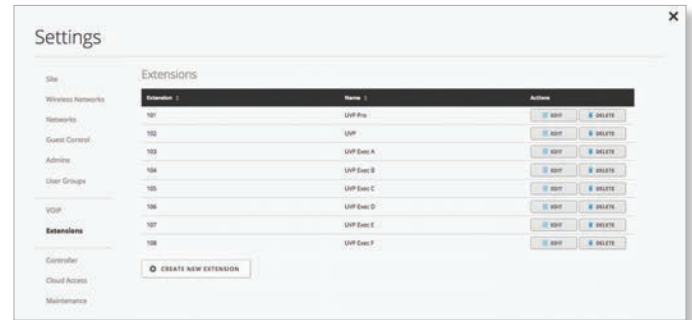 Settings
Site
Wireless Networks
Networks
Guest Control
Admins
User Groups
VOIP
Extensions
Controller
Cloud Access
Maintenance
Extensions
Extension Name Actions
101 UVP Pro EDIT DELETE
102 UVP EDIT DELETE
103 UVP Exec A EDIT DELETE
104 UVP Exec B EDIT DELETE
105 UVP Exec C EDIT DELETE
106 UVP Exec D EDIT DELETE
107 UVP Exec E EDIT DELETE
108 UVP Exec F EDIT DELETE
CREATE NEW EXTENSION